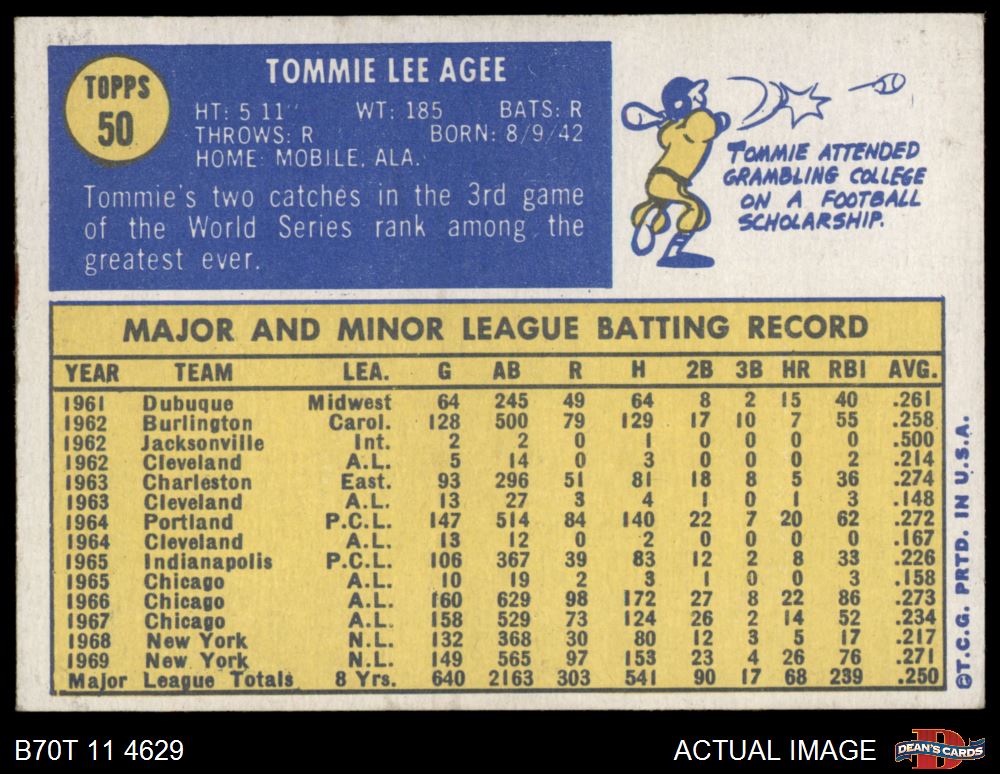 TOPPS
50
TOMMIE LEE AGEE
HT: 5 11" WT: 185 BATS: R
THROWS: R BORN: 8/9/42
HOME: MOBILE, ALA.
Tommie's two catches in the 3rd game
of the World Series rank among the
greatest ever.
TOMMIE ATTENDED
GRAMBLING COLLEGE
ON A FOOTBALL
SCHOLARSHIP.
MAJOR AND MINOR LEAGUE BATTING RECORD
YEAR TEAM LEA. G AB R H 2B 3B HR RBI AVG.
1961 Dubuque Midwest 64 245 49 64 8 2 15 40 .261
1962 Burlington Carol. 128 500 79 129 17 10 7 55 .258
1962 Jacksonville Int. 2 2 0 1 0 0 0 0 .500
1962 Cleveland A.L. 5 14 0 3 0 0 0 2 .214
1963 Charleston East. 93 296 51 81 18 8 5 36 .274
1963 Cleveland A.L. 13 27 3 4 1 0 1 3 .148
1964 Portland P.C.L. 147 514 84 140 22 7 20 62 .272
1964 Cleveland A.L. 13 12 0 2 0 0 0 0 .167
1965 Indianapolis P.C.L. 106 367 39 83 12 2 8 33 .226
1965 Chicago A.L. 10 19 2 3 1 0 0 3 .158
1966 Chicago A.L. 160 629 98 172 27 8 22 86 .273
1967 Chicago A.L. 158 529 73 124 26 2 14 52 .234
1968 New York N.L. 132 368 30 80 12 3 5 17 .217
1969 New York N.L. 149 565 97 153 23 4 26 76 .271
Major League Totals 8 Yrs. 640 2163 303 541 90 17 68 239 .250
©T.C.G. PRTD. IN U.S.A.
B70T 11 4629
ACTUAL IMAGE
DEAN'S CARDS